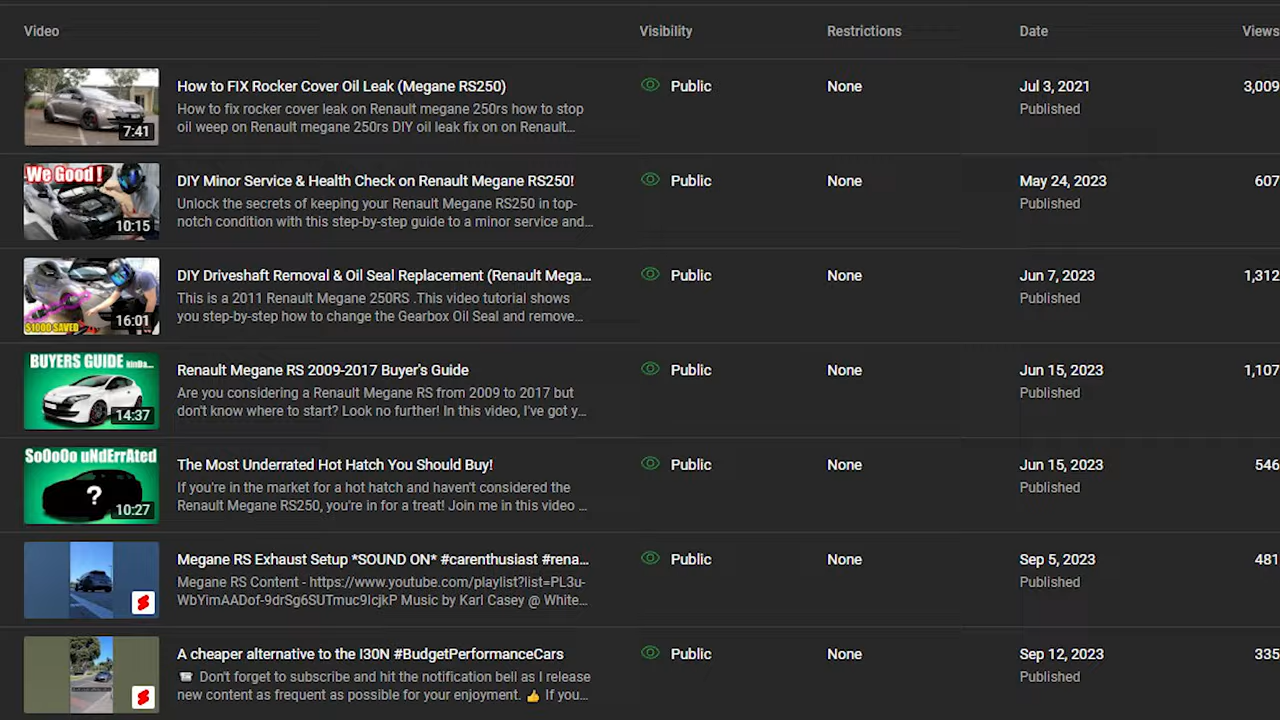 Video Visibility Restrictions Date Views
How to FIX Rocker Cover Oil Leak (Megane RS250) Public None Jul 3, 2021 3,009
How to fix rocker cover leak on Renault megane 250rs how to stop Published
oil weep on Renault megane 250rs DIY oil leak fix on on Renault...
7:41
We Good !
DIY Minor Service & Health Check on Renault Megane RS250! Public None May 24, 2023 607
Unlock the secrets of keeping your Renault Megane RS250 in top- Published
notch condition with this step-by-step guide to a minor service and...
10:15
DIY Driveshaft Removal & Oil Seal Replacement (Renault Mega... Public None Jun 7, 2023 1,312
This is a 2011 Renault Megane 250RS .This video tutorial shows Published
you step-by-step how to change the Gearbox Oil Seal and remove...
16:01
$1000 SAVED
BUYERS GUIDE kinDa...
Renault Megane RS 2009-2017 Buyer's Guide Public None Jun 15, 2023 1,107
Are you considering a Renault Megane RS from 2009 to 2017 but Published
don't know where to start? Look no further! In this video, I've got y...
14:37
SoOoOo uNdErrAted
The Most Underrated Hot Hatch You Should Buy! Public None Jun 15, 2023 546
If you're in the market for a hot hatch and haven't considered the Published
Renault Megane RS250, you're in for a treat! Join me in this video ...
?
10:27
Megane RS Exhaust Setup *SOUND ON* #carenthusiast #rena... Public None Sep 5, 2023 481
Megane RS Content - https://www.youtube.com/playlist?list=PL3u- Published
WbYimAADof-9drSg6SUTmuc9IcjkP Music by Karl Casey @ White...
A cheaper alternative to the I30N #BudgetPerformanceCars Public None Sep 12, 2023 335
📨 Don't forget to subscribe and hit the notification bell as I release Published
new content as frequent as possible for your enjoyment. 👍 If you...